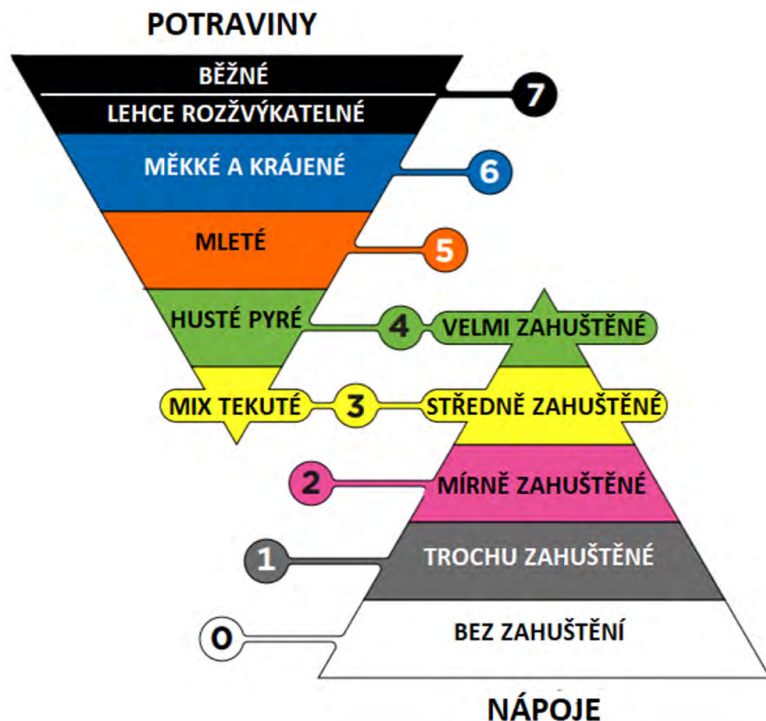 POTRAVINY
BĚŽNÉ
LEHCE ROZŽVÝKATELNÉ
7
MĚKKÉ A KRÁJENÉ
6
MLETÉ
5
HUSTÉ PYRÉ
4
VELMI ZAHUŠTĚNÉ
MIX TEKUTÉ
3
STŘEDNĚ ZAHUŠTĚNÉ
2
MÍRNĚ ZAHUŠTĚNÉ
1
TROCHU ZAHUŠTĚNÉ
0
BEZ ZAHUŠTĚNÍ
NÁPOJE